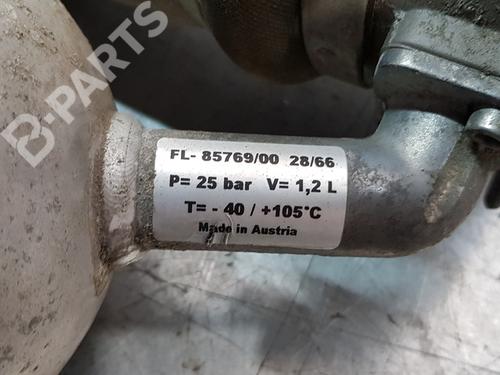 B-PARTS
FL- 85769/00 28/66
P= 25 bar V= 1,2 L
T= - 40 / +105°C
Made in Austria